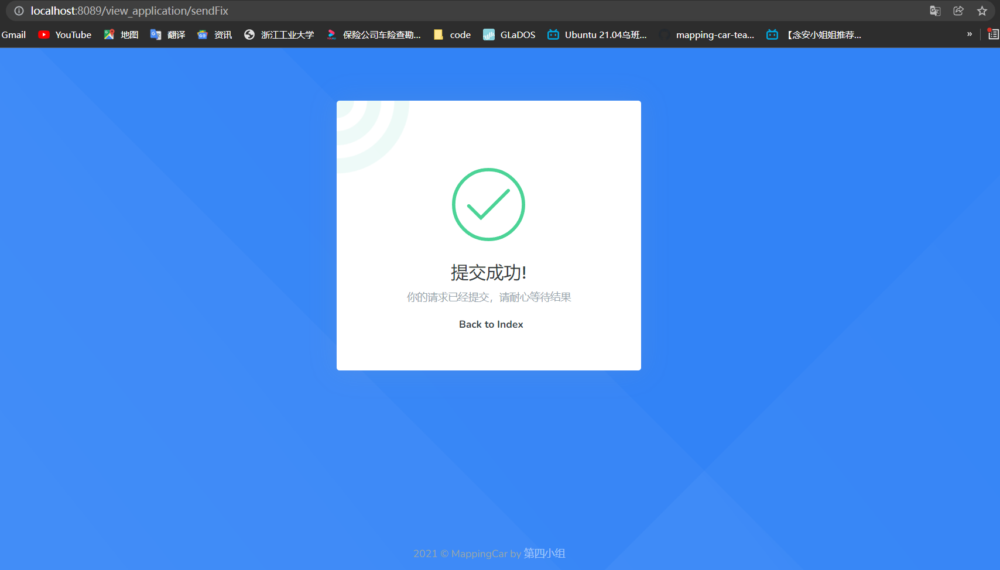 localhost:8089/view_application/sendFix
Gmail YouTube 地图 翻译 资讯 浙江工业大学 保险公司车险查勘... code GLaDOS Ubuntu 21.04乌班... mapping-car-tea... 【念安小姐姐推荐... »
提交成功!
你的请求已经提交，请耐心等待结果
Back to Index
2021 © MappingCar by 第四小组